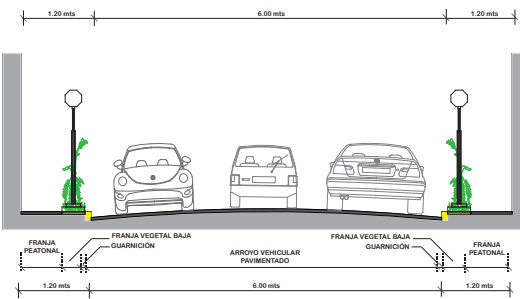 1.20 mts
6.00 mts
1.20 mts
FRANJA VEGETAL BAJA
GUARNICIÓN
FRANJA
PEATONAL
ARROYO VEHICULAR
PAVIMENTADO
FRANJA VEGETAL BAJA
GUARNICIÓN
FRANJA
PEATONAL
1.20 mts
6.00 mts
1.20 mts